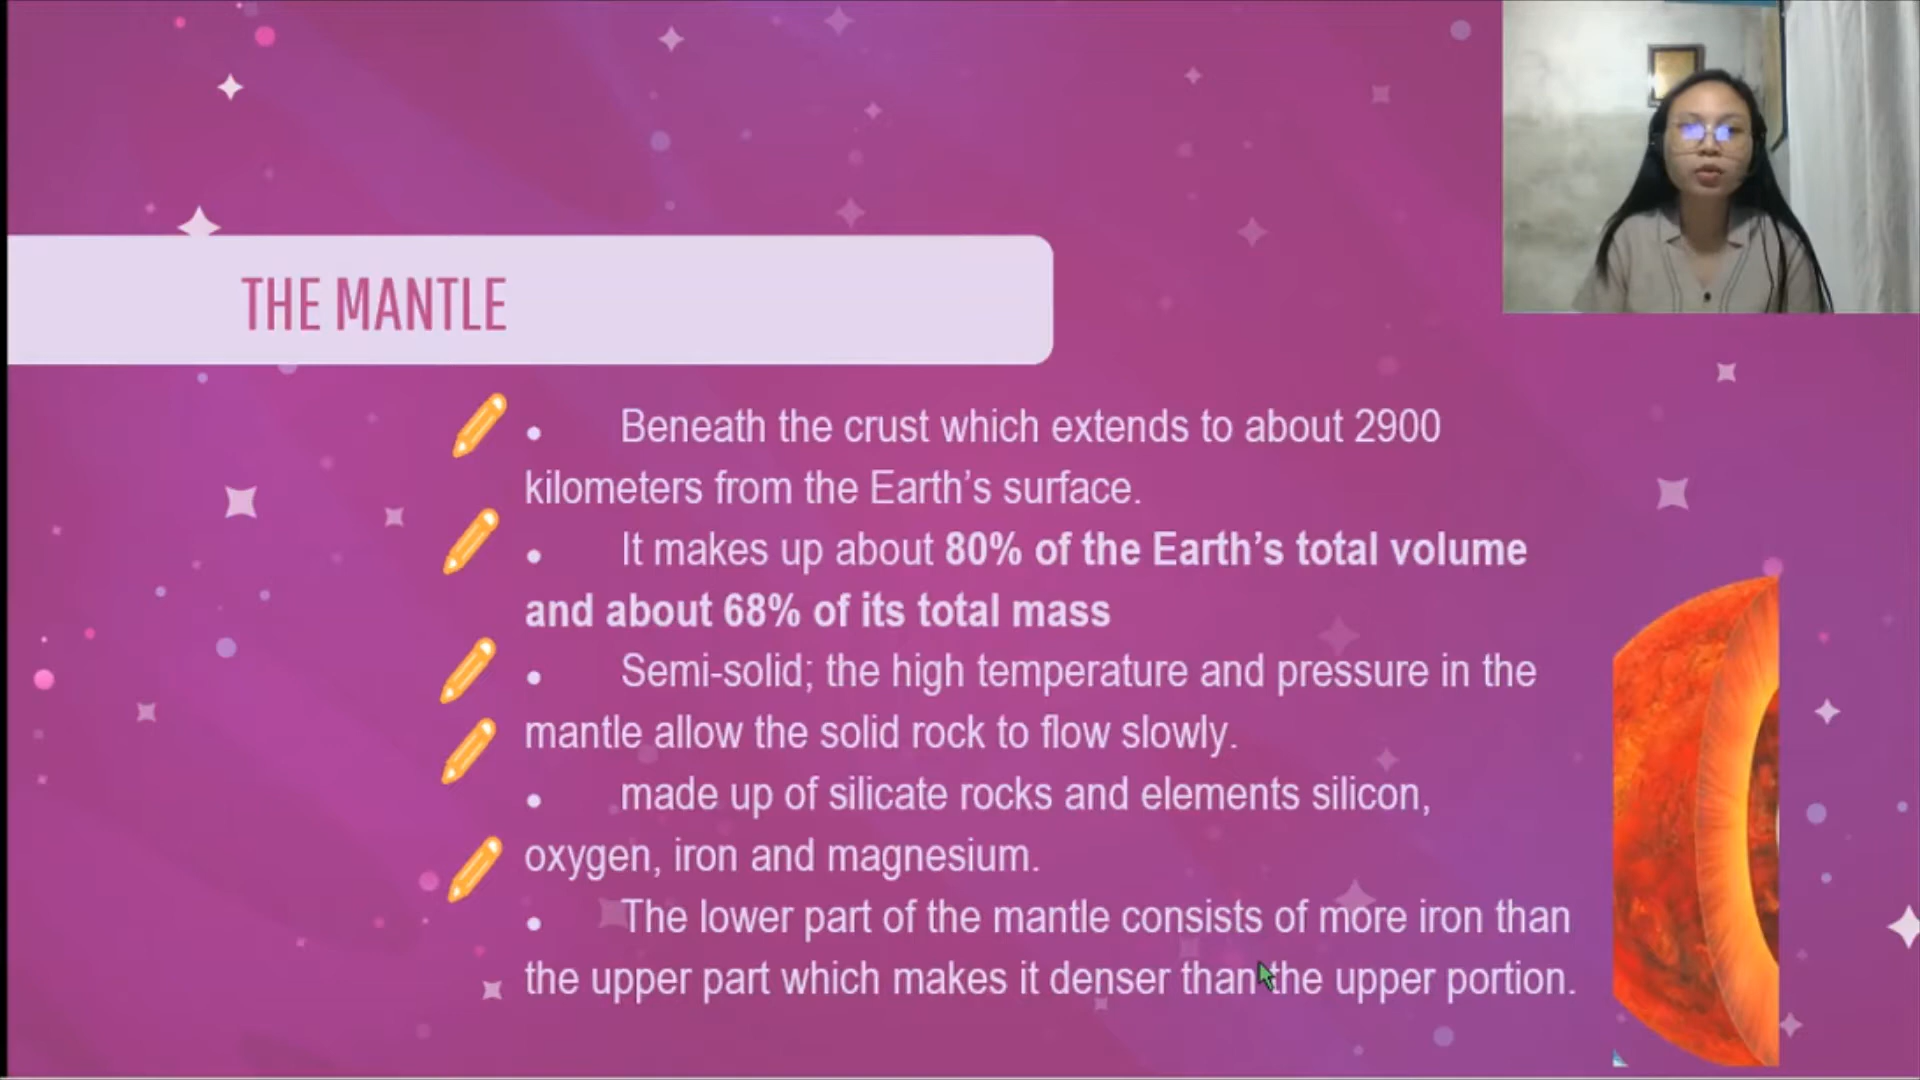 THE MANTLE
• Beneath the crust which extends to about 2900
kilometers from the Earth’s surface.
• It makes up about 80% of the Earth’s total volume
and about 68% of its total mass
• Semi-solid; the high temperature and pressure in the
mantle allow the solid rock to flow slowly.
• made up of silicate rocks and elements silicon,
oxygen, iron and magnesium.
• The lower part of the mantle consists of more iron than
the upper part which makes it denser than the upper portion.